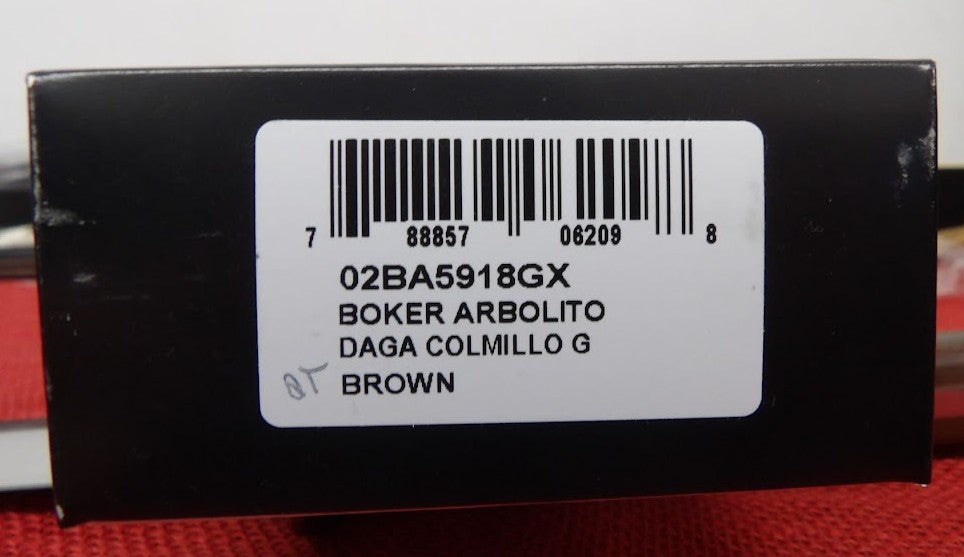 7 88857 06209 8
02BA5918GX
BOKER ARBOLITO
DAGA COLMILLO G
BROWN